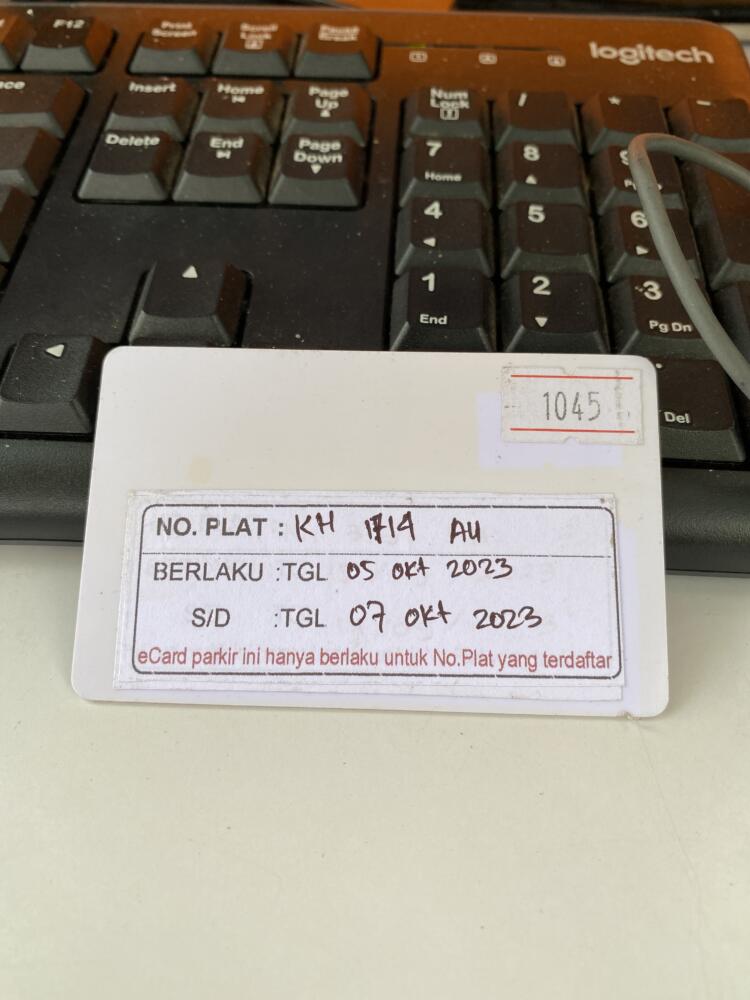 F12 Print Screen Scroll Lock Pause Break
logitech
Insert Home Page Up Num Lock / * -
Delete End Page Down 7 Home 8 9
4 5 6
1 End 2 3 Pg Dn
Del
1045
NO. PLAT : KH 1714 AU
BERLAKU :TGL 05 Okt 2023
S/D :TGL 07 Okt 2023
eCard parkir ini hanya berlaku untuk No.Plat yang terdaftar